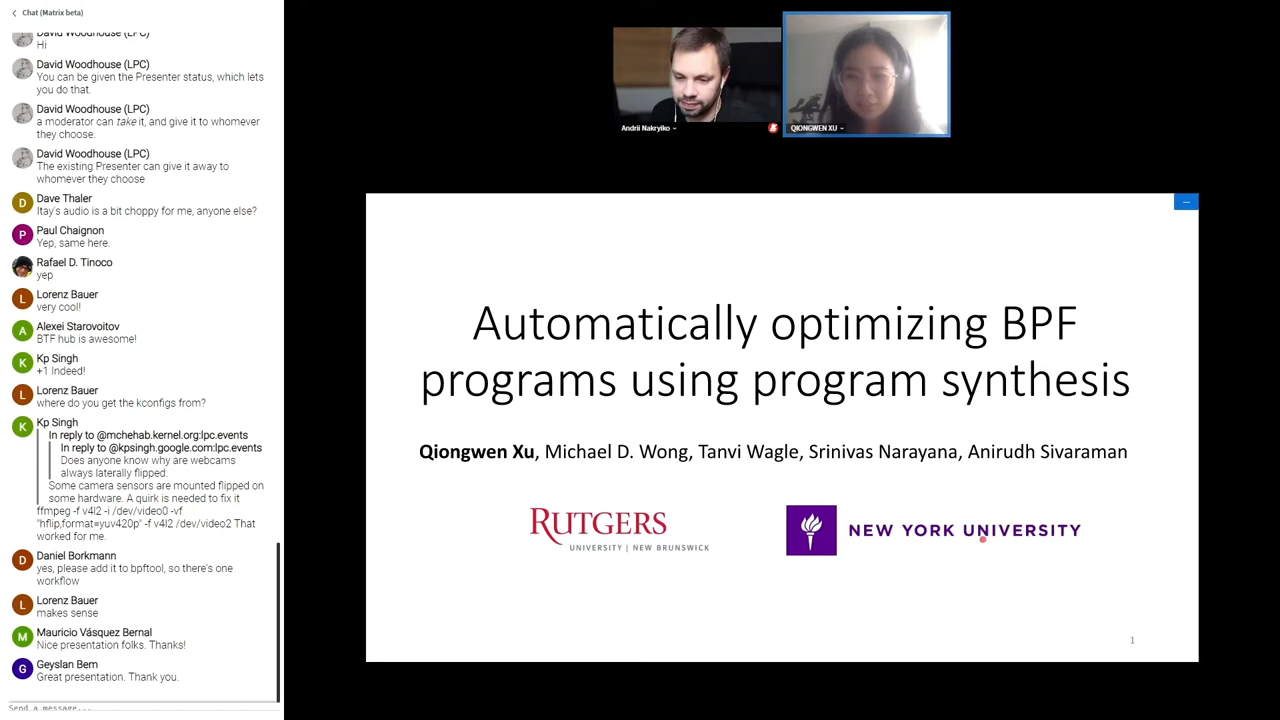 Chat (Matrix beta)
David Woodhouse (LPC)
Hi
David Woodhouse (LPC)
You can be given the Presenter status, which lets
you do that.
David Woodhouse (LPC)
a moderator can take it, and give it to whomever
they choose.
David Woodhouse (LPC)
The existing Presenter can give it away to
whomever they choose
D
Dave Thaler
Itay's audio is a bit choppy for me, anyone else?
P
Paul Chaignon
Yep, same here.
Rafael D. Tinoco
yep
L
Lorenz Bauer
very cool!
A
Alexei Starovoitov
BTF hub is awesome!
K
Kp Singh
+1 Indeed!
L
Lorenz Bauer
where do you get the kconfigs from?
K
Kp Singh
In reply to @mchehab.kernel.org:lpc.events
In reply to @kpsingh.google.com:lpc.events
Does anyone know why are webcams
always laterally flipped.
Some camera sensors are mounted flipped on
some hardware. A quirk is needed to fix it
ffmpeg -f v4l2 -i /dev/video0 -vf
"hflip,format=yuv420p" -f v4l2 /dev/video2 That
worked for me.
D
Daniel Borkmann
yes, please add it to bpftool, so there's one
workflow
L
Lorenz Bauer
makes sense
M
Mauricio Vásquez Bernal
Nice presentation folks. Thanks!
G
Geyslan Bem
Great presentation. Thank you.
Send a message...
Andrii Nakryiko
QIONGWEN XU
Automatically optimizing BPF
programs using program synthesis
Qiongwen Xu, Michael D. Wong, Tanvi Wagle, Srinivas Narayana, Anirudh Sivaraman
RUTGERS
UNIVERSITY | NEW BRUNSWICK
NEW YORK UNIVERSITY
1